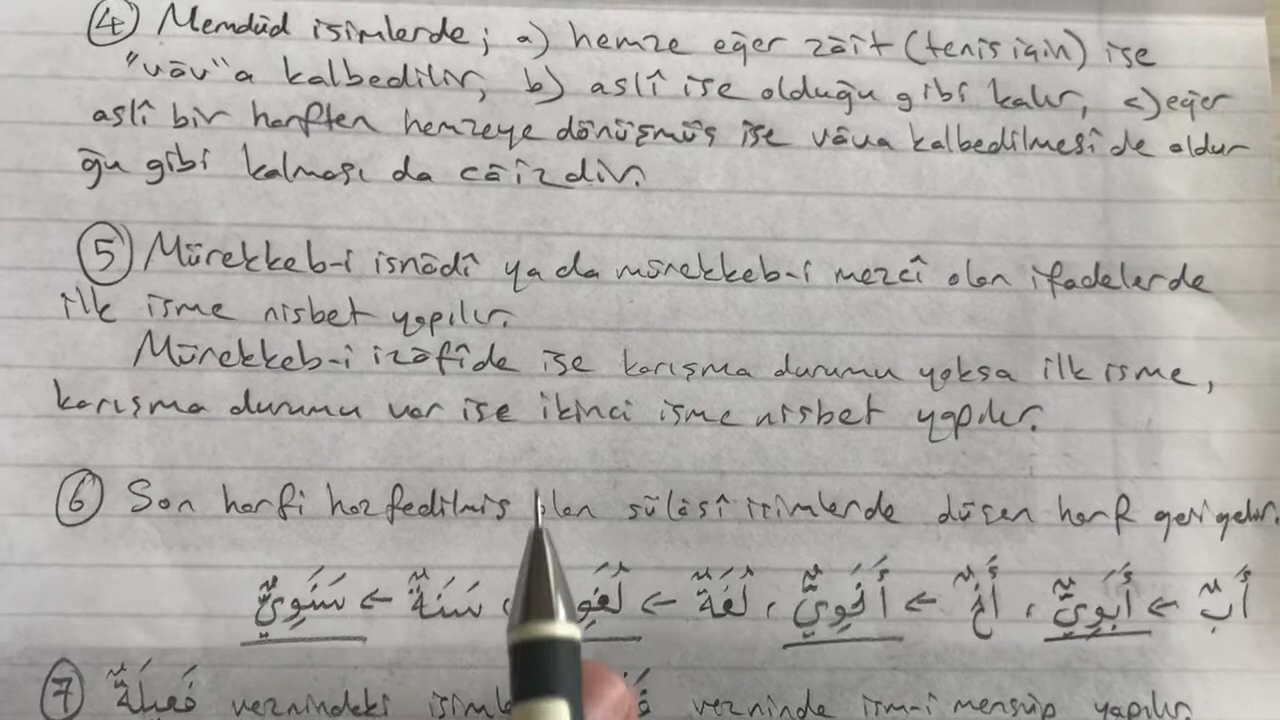 ④ Memdûd isimlerde; a) hemze eğer zâit (tenis için) ise
"vâv"a kalbedilir, b) aslî ise olduğu gibi kalır, c) eğer
aslî bir harften hemzeye dönüşmüş ise vâva kalbedilmesi de oldu-
ğu gibi kalması da câizdir.
⑤ Mürekkeb-i isnâdî ya da mürekkeb-i mezcî olan ifadelerde
ilk isme nisbet yapılır.
Mürekkeb-i izâfîde ise karışma durumu yoksa ilk isme,
karışma durumu var ise ikinci isme nisbet yapılır.
⑥ Son harfi hazfedilmiş olan sülâsî isimlerde düşen harf geri gelir.
أَبٌ ← أَبَوِيٌّ ، أَخٌ ← أَخَوِيٌّ ، لُغَةٌ ← لُغَوِ ، سَنَةٌ ← سَنَوِيٌّ
⑦ فَعِيلَةٌ veznindeki vezninde ism-i mensûp yapılır